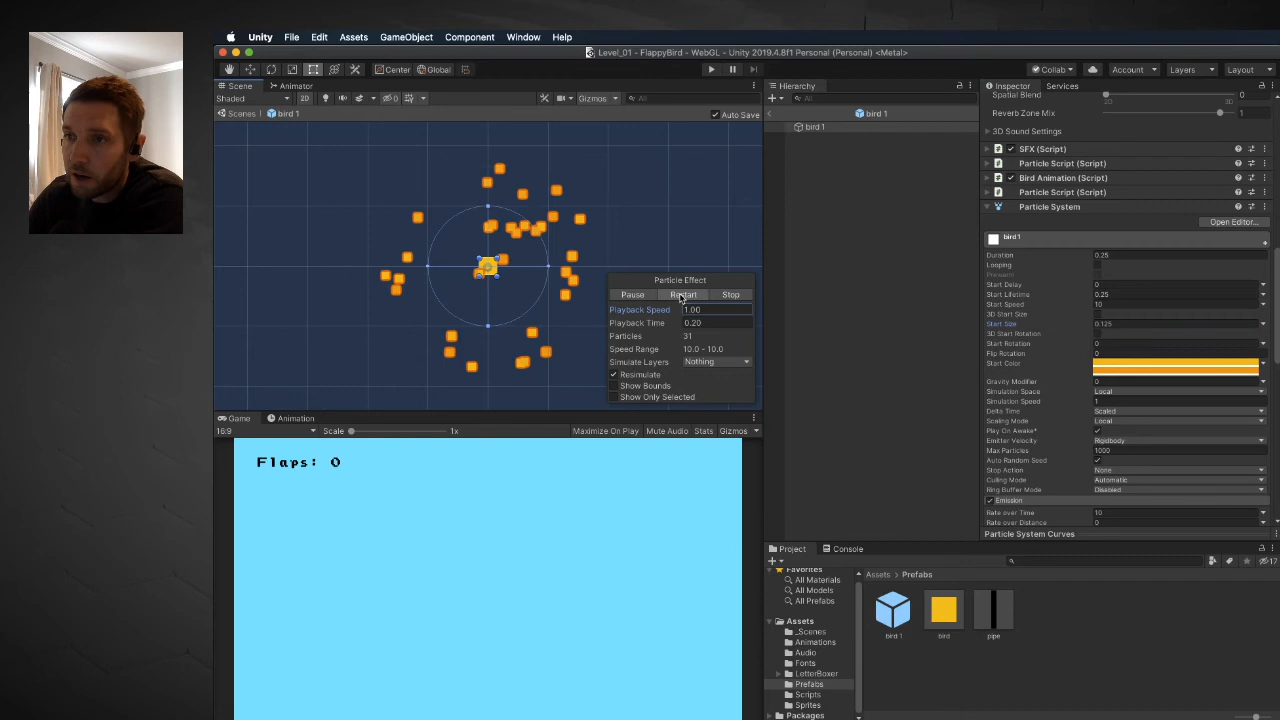 Unity File Edit Assets GameObject Component Window Help
Level_01 - FlappyBird - WebGL - Unity 2019.4.8f1 Personal (Personal) <Metal>
Center Global Collab Account Layers Layout
Scene Animator Hierarchy Inspector Services
Shaded 2D Gizmos All All
Scenes bird 1 Auto Save
bird 1
bird 1
Spatial Blend 0
2D 3D
Reverb Zone Mix 1
3D Sound Settings
SFX (Script)
Particle Script (Script)
Bird Animation (Script)
Particle Script (Script)
Particle System
Open Editor...
bird 1
Duration 0.25
Looping
Prewarm
Start Delay 0
Start Lifetime 0.25
Start Speed 10
3D Start Size
Start Size 0.125
3D Start Rotation
Start Rotation 0
Flip Rotation 0
Start Color
Gravity Modifier 0
Simulation Space Local
Simulation Speed 1
Delta Time Scaled
Scaling Mode Local
Play On Awake*
Emitter Velocity Rigidbody
Max Particles 1000
Auto Random Seed
Stop Action None
Culling Mode Automatic
Ring Buffer Mode Disabled
Emission
Rate over Time 10
Rate over Distance 0
Particle System Curves
Particle Effect
Pause Restart Stop
Playback Speed 1.00
Playback Time 0.20
Particles 31
Speed Range 10.0 - 10.0
Simulate Layers Nothing
Resimulate
Show Bounds
Show Only Selected
Game Animation
16:9 Scale 1x Maximize On Play Mute Audio Stats Gizmos
Flaps: 0
Project Console
17
Favorites
All Materials
All Models
All Prefabs
Assets
_Scenes
Animations
Audio
Fonts
LetterBoxer
Prefabs
Scripts
Sprites
Packages
Assets Prefabs
bird 1 bird pipe